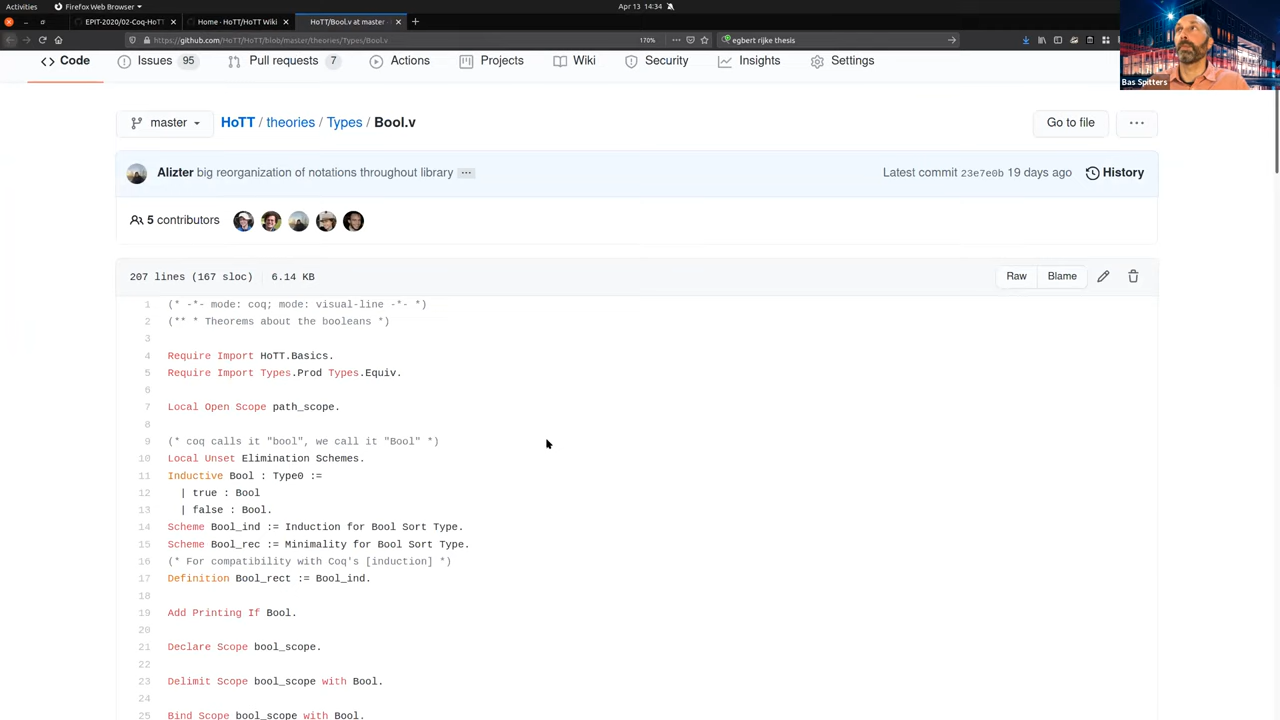 Activities
Firefox Web Browser
Apr 13 14:34
EPIT-2020/02-Coq-HoTT
Home · HoTT/HoTT Wiki
HoTT/Bool.v at master ·
https://github.com/HoTT/HoTT/blob/master/theories/Types/Bool.v
170%
egbert rijke thesis
Bas Spitters
Code
Issues 95
Pull requests 7
Actions
Projects
Wiki
Security
Insights
Settings
master
HoTT / theories / Types / Bool.v
Go to file
Alizter big reorganization of notations throughout library
Latest commit 23e7e0b 19 days ago
History
5 contributors
207 lines (167 sloc) 6.14 KB
Raw
Blame
1 (* -*- mode: coq; mode: visual-line -*- *)
2 (** * Theorems about the booleans *)
3
4 Require Import HoTT.Basics.
5 Require Import Types.Prod Types.Equiv.
6
7 Local Open Scope path_scope.
8
9 (* coq calls it "bool", we call it "Bool" *)
10 Local Unset Elimination Schemes.
11 Inductive Bool : Type0 :=
12 | true : Bool
13 | false : Bool.
14 Scheme Bool_ind := Induction for Bool Sort Type.
15 Scheme Bool_rec := Minimality for Bool Sort Type.
16 (* For compatibility with Coq's [induction] *)
17 Definition Bool_rect := Bool_ind.
18
19 Add Printing If Bool.
20
21 Declare Scope bool_scope.
22
23 Delimit Scope bool_scope with Bool.
24
25 Bind Scope bool_scope with Bool.